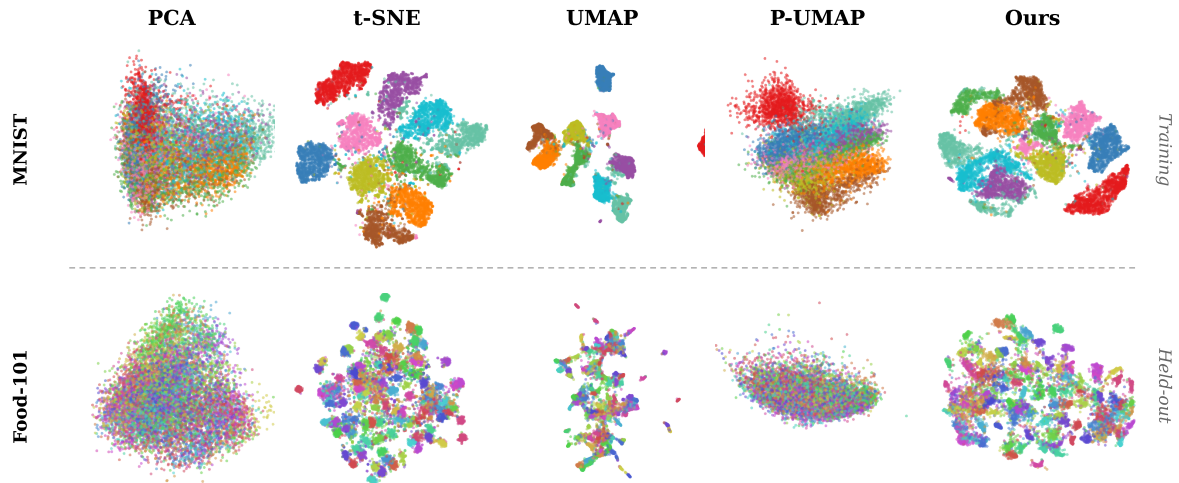 PCA t-SNE UMAP P-UMAP Ours
MNIST
Training
Food-101
Held-out